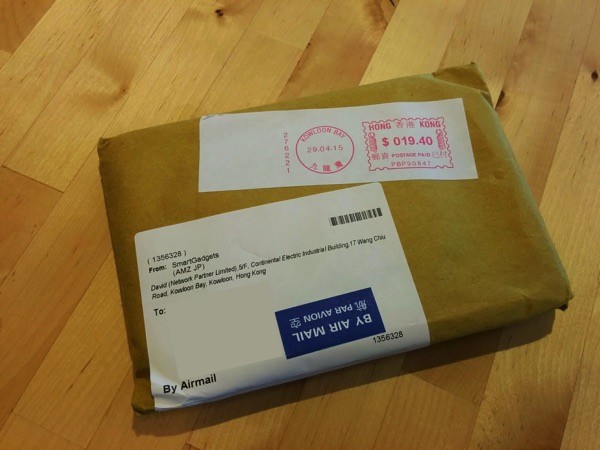 276221
KOWLOON BAY
29.04.15
九龍灣
HONG 香港 KONG
$ 019.40
郵資 POSTAGE PAID 已付
PBP90847
( 1356328 )
From: SmartGadgets
(AMZ JP)
David (Network Partner Limited),5/F, Continental Electric Industrial Building,17 Wang Chiu
Road, Kowloon Bay, Kowloon, Hong Kong
To:
BY AIR MAIL
航 PAR AVION 空
1356328
By Airmail